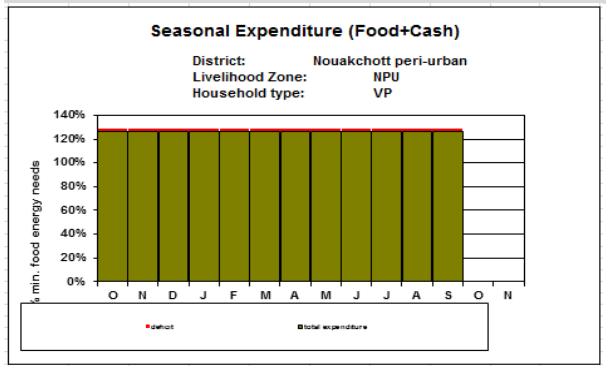 Seasonal Expenditure (Food+Cash)
District: Nouakchott peri-urban
Livelihood Zone: NPU
Household type: VP
140%
120%
100%
80%
60%
40%
20%
0%
% min. food energy needs
O N D J F M A M J J A S O N
deficit total expenditure